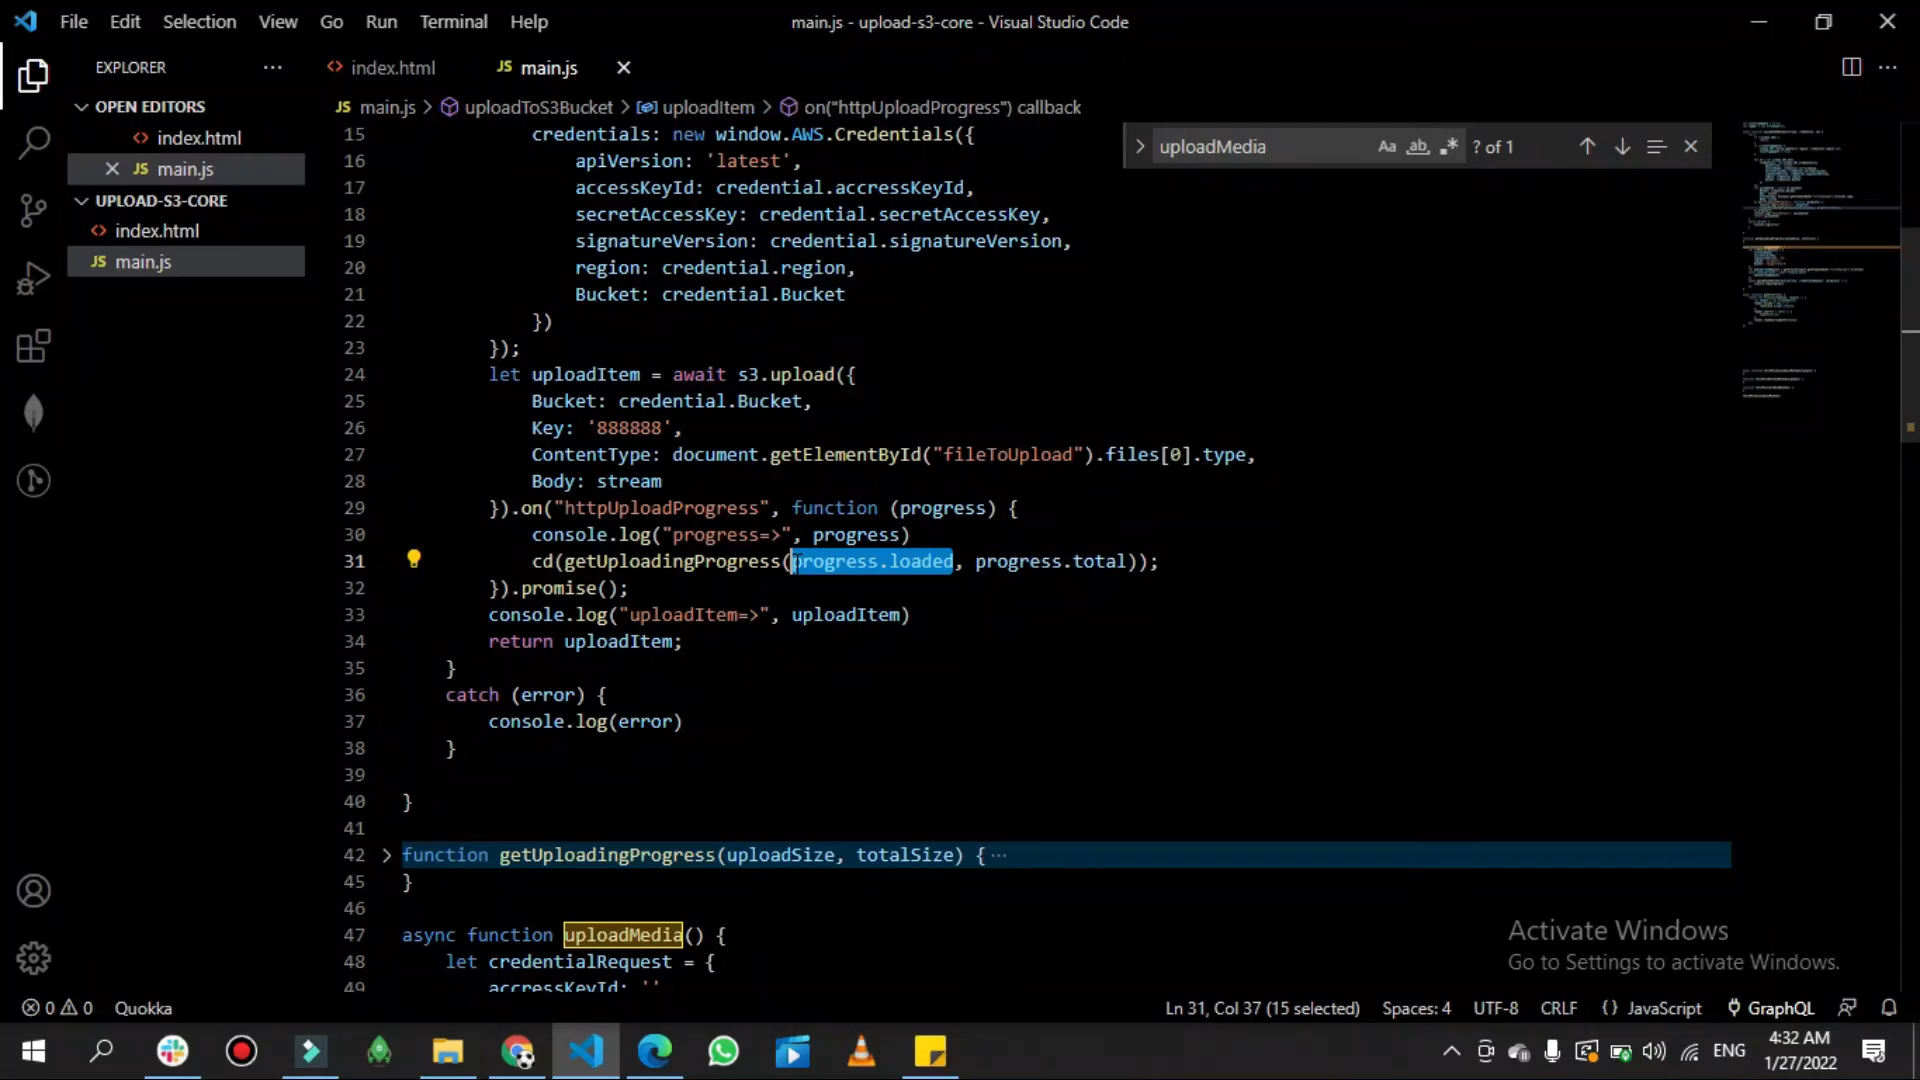 File Edit Selection View Go Run Terminal Help
main.js - upload-s3-core - Visual Studio Code
EXPLORER
index.html
JS main.js
OPEN EDITORS
index.html
JS main.js
UPLOAD-S3-CORE
index.html
JS main.js
JS main.js > uploadToS3Bucket > uploadItem > on("httpUploadProgress") callback
uploadMedia
Aa ab ? of 1
15 credentials: new window.AWS.Credentials({
16 apiVersion: 'latest',
17 accessKeyId: credential.accressKeyId,
18 secretAccessKey: credential.secretAccessKey,
19 signatureVersion: credential.signatureVersion,
20 region: credential.region,
21 Bucket: credential.Bucket
22 })
23 });
24 let uploadItem = await s3.upload({
25 Bucket: credential.Bucket,
26 Key: '888888',
27 ContentType: document.getElementById("fileToUpload").files[0].type,
28 Body: stream
29 }).on("httpUploadProgress", function (progress) {
30 console.log("progress=>", progress)
31 cd(getUploadingProgress(progress.loaded, progress.total));
32 }).promise();
33 console.log("uploadItem=>", uploadItem)
34 return uploadItem;
35 }
36 catch (error) {
37 console.log(error)
38 }
39
40 }
41
42 function getUploadingProgress(uploadSize, totalSize) { ···
45 }
46
47 async function uploadMedia() {
48 let credentialRequest = {
49 accressKeyId: ''
Activate Windows
Go to Settings to activate Windows.
0 0 Quokka
Ln 31, Col 37 (15 selected) Spaces: 4 UTF-8 CRLF {} JavaScript GraphQL
ENG
4:32 AM
1/27/2022